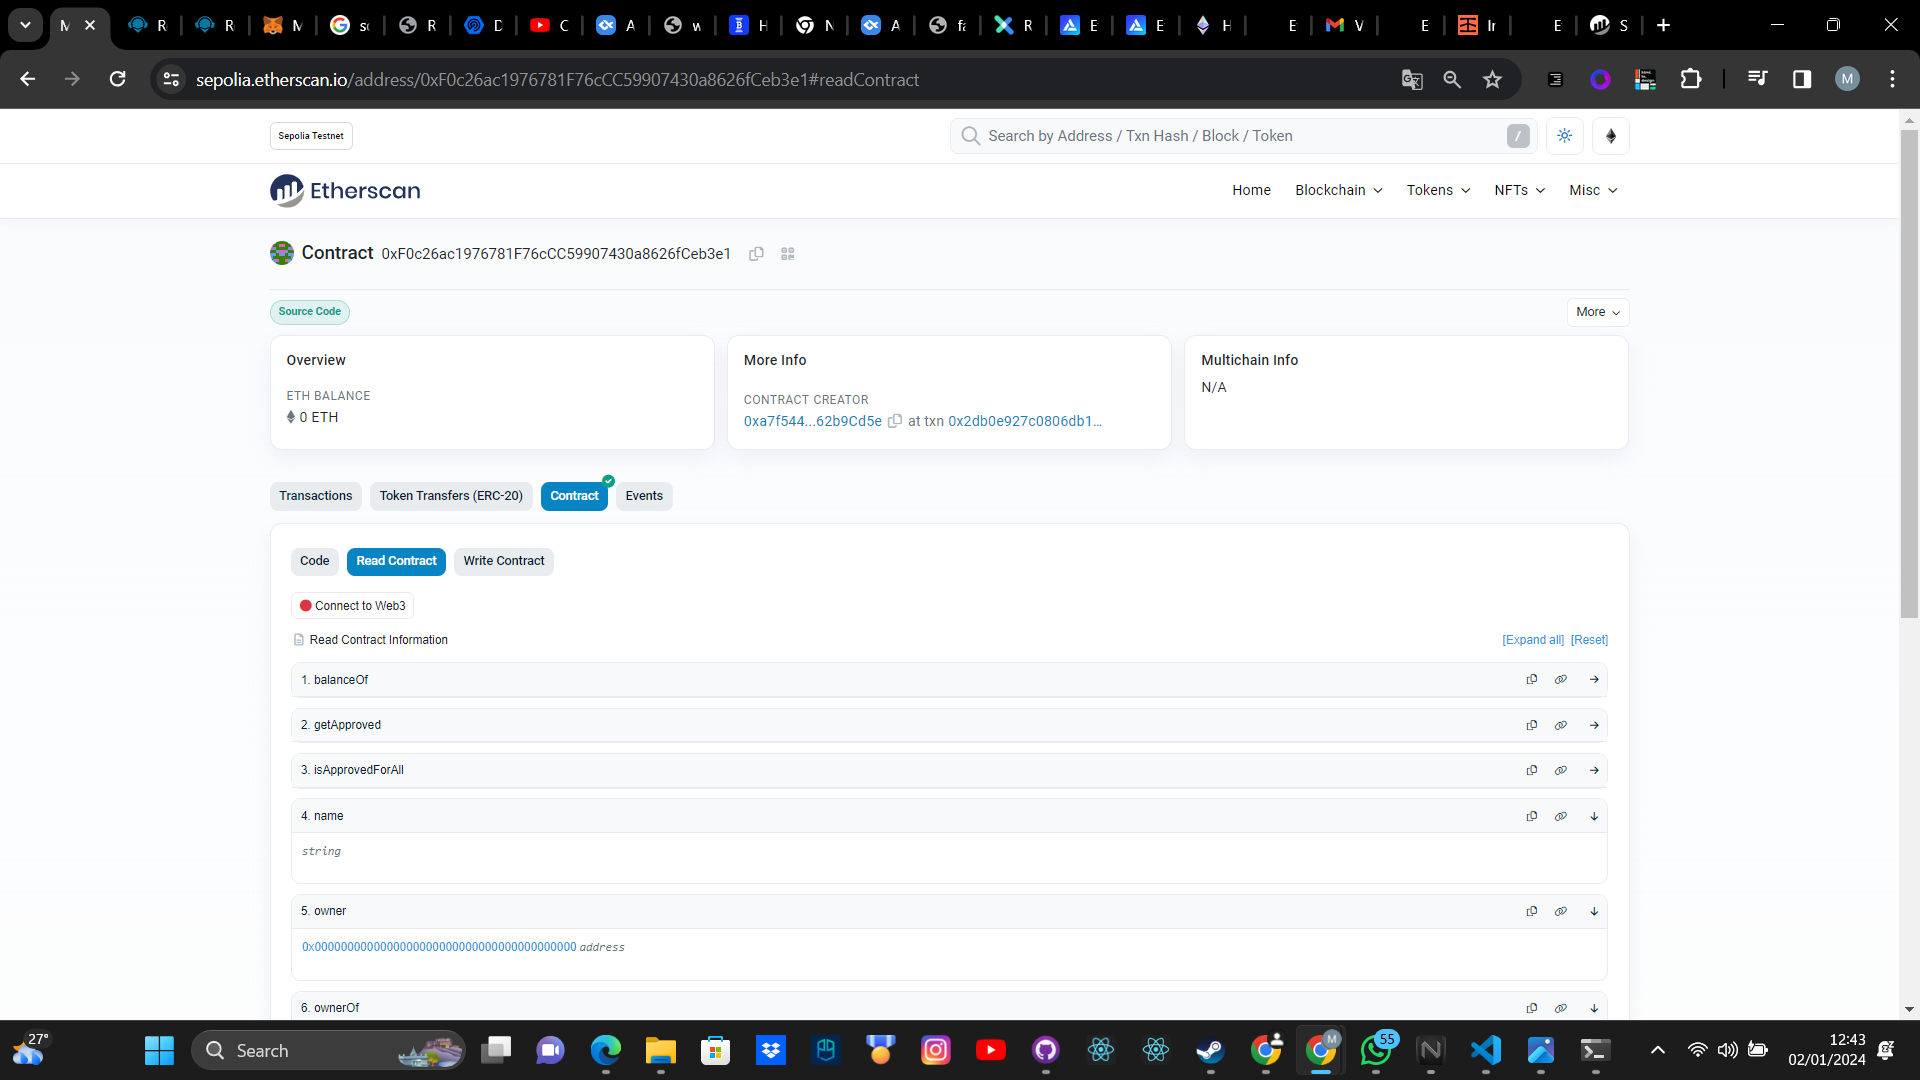 M
R
R
M
sc
R
D
C
A
w
H
N
A
fa
R
E
E
H
E
V
E
Ir
E
S
sepolia.etherscan.io/address/0xF0c26ac1976781F76cCC59907430a8626fCeb3e1#readContract
M
Sepolia Testnet
Search by Address / Txn Hash / Block / Token
/
Etherscan
Home
Blockchain
Tokens
NFTs
Misc
Contract 0xF0c26ac1976781F76cCC59907430a8626fCeb3e1
Source Code
More
Overview
ETH BALANCE
0 ETH
More Info
CONTRACT CREATOR
0xa7f544...62b9Cd5e at txn 0x2db0e927c0806db1...
Multichain Info
N/A
Transactions
Token Transfers (ERC-20)
Contract
Events
Code
Read Contract
Write Contract
Connect to Web3
Read Contract Information
[Expand all] [Reset]
1. balanceOf
2. getApproved
3. isApprovedForAll
4. name
string
5. owner
0x0000000000000000000000000000000000000000 address
6. ownerOf
27°
Search
M
55
12:43
02/01/2024